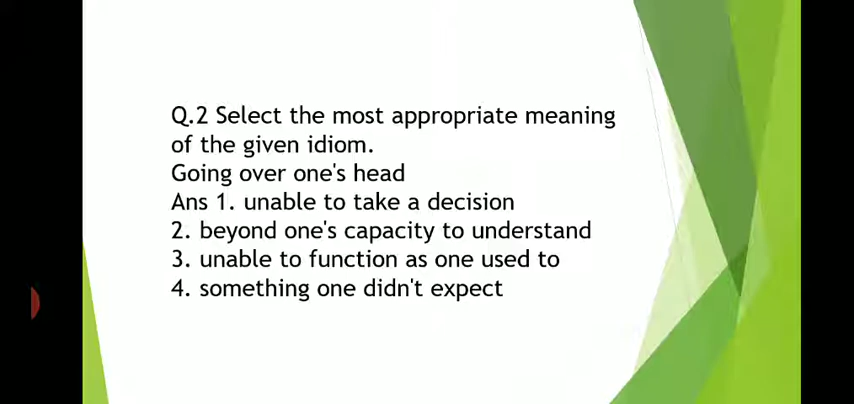 Q.2 Select the most appropriate meaning
of the given idiom.
Going over one's head
Ans 1. unable to take a decision
2. beyond one's capacity to understand
3. unable to function as one used to
4. something one didn't expect